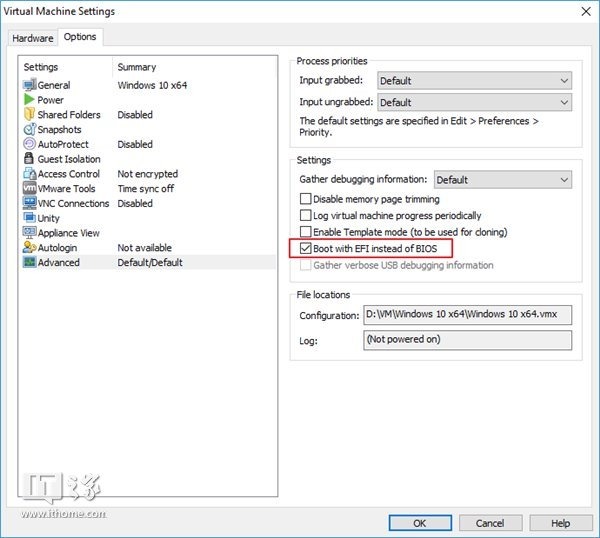 Virtual Machine Settings
Hardware Options
Settings Summary
General Windows 10 x64
Power
Shared Folders Disabled
Snapshots
AutoProtect Disabled
Guest Isolation
Access Control Not encrypted
VMware Tools Time sync off
VNC Connections Disabled
Unity
Appliance View
Autologin Not available
Advanced Default/Default
Process priorities
Input grabbed: Default
Input ungrabbed: Default
The default settings are specified in Edit > Preferences >
Priority.
Settings
Gather debugging information: Default
Disable memory page trimming
Log virtual machine progress periodically
Enable Template mode (to be used for cloning)
Boot with EFI instead of BIOS
Gather verbose USB debugging information
File locations
Configuration: D:\VM\Windows 10 x64\Windows 10 x64.vmx
Log: (Not powered on)
IT之家
www.ithome.com
OK Cancel Help